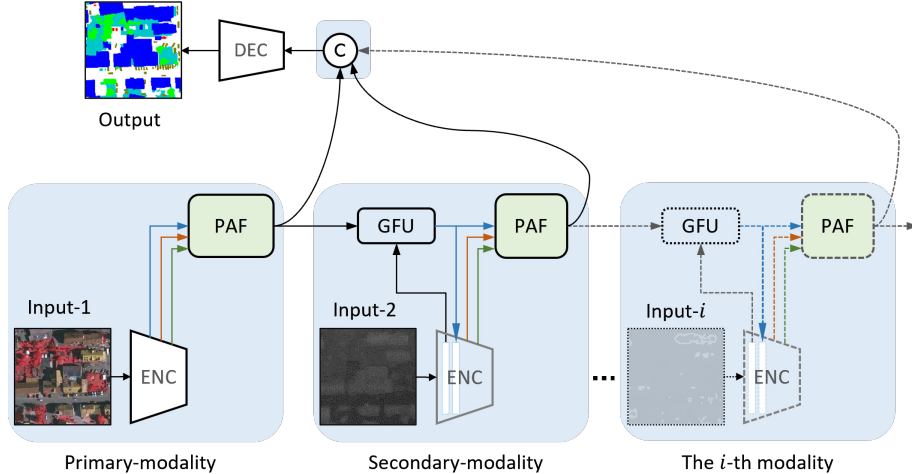 DEC
C
Output
PAF
GFU
PAF
GFU
PAF
Input-1
Input-2
Input-i
ENC
ENC
...
ENC
Primary-modality
Secondary-modality
The i-th modality